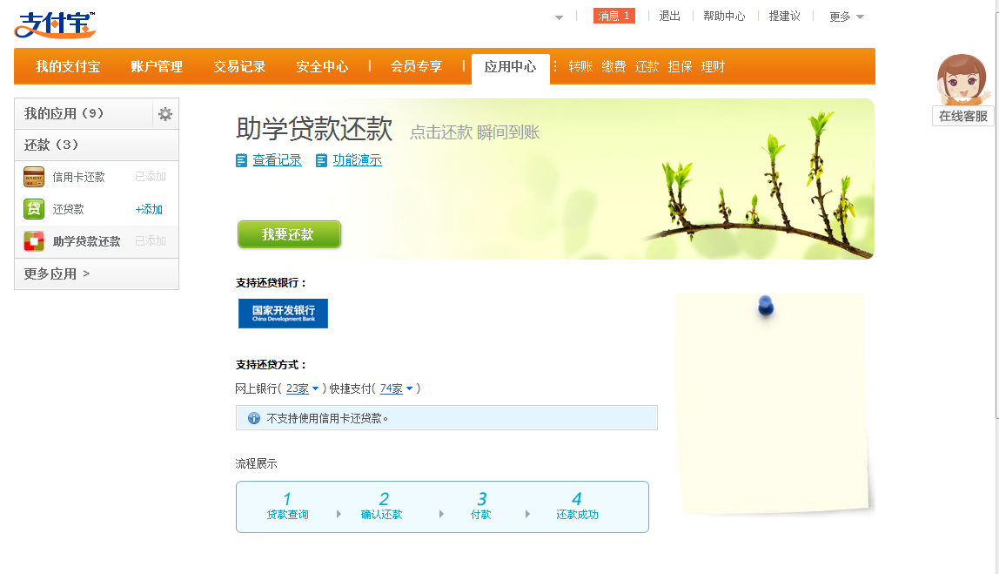 支付宝™
消息 1 退出 帮助中心 提建议 更多
我的支付宝 账户管理 交易记录 安全中心 会员专享 应用中心 转账 缴费 还款 担保 理财
在线客服
我的应用（9）
还款（3）
信用卡还款 已添加
贷 还贷款 +添加
助学贷款还款 已添加
更多应用 >
助学贷款还款 点击还款 瞬间到账
查看记录 功能演示
我要还款
支持还贷银行：
国家开发银行
China Development Bank
支持还贷方式：
网上银行( 23家 ) 快捷支付( 74家 )
不支持使用信用卡还贷款。
流程展示
1 2 3 4
贷款查询 确认还款 付款 还款成功